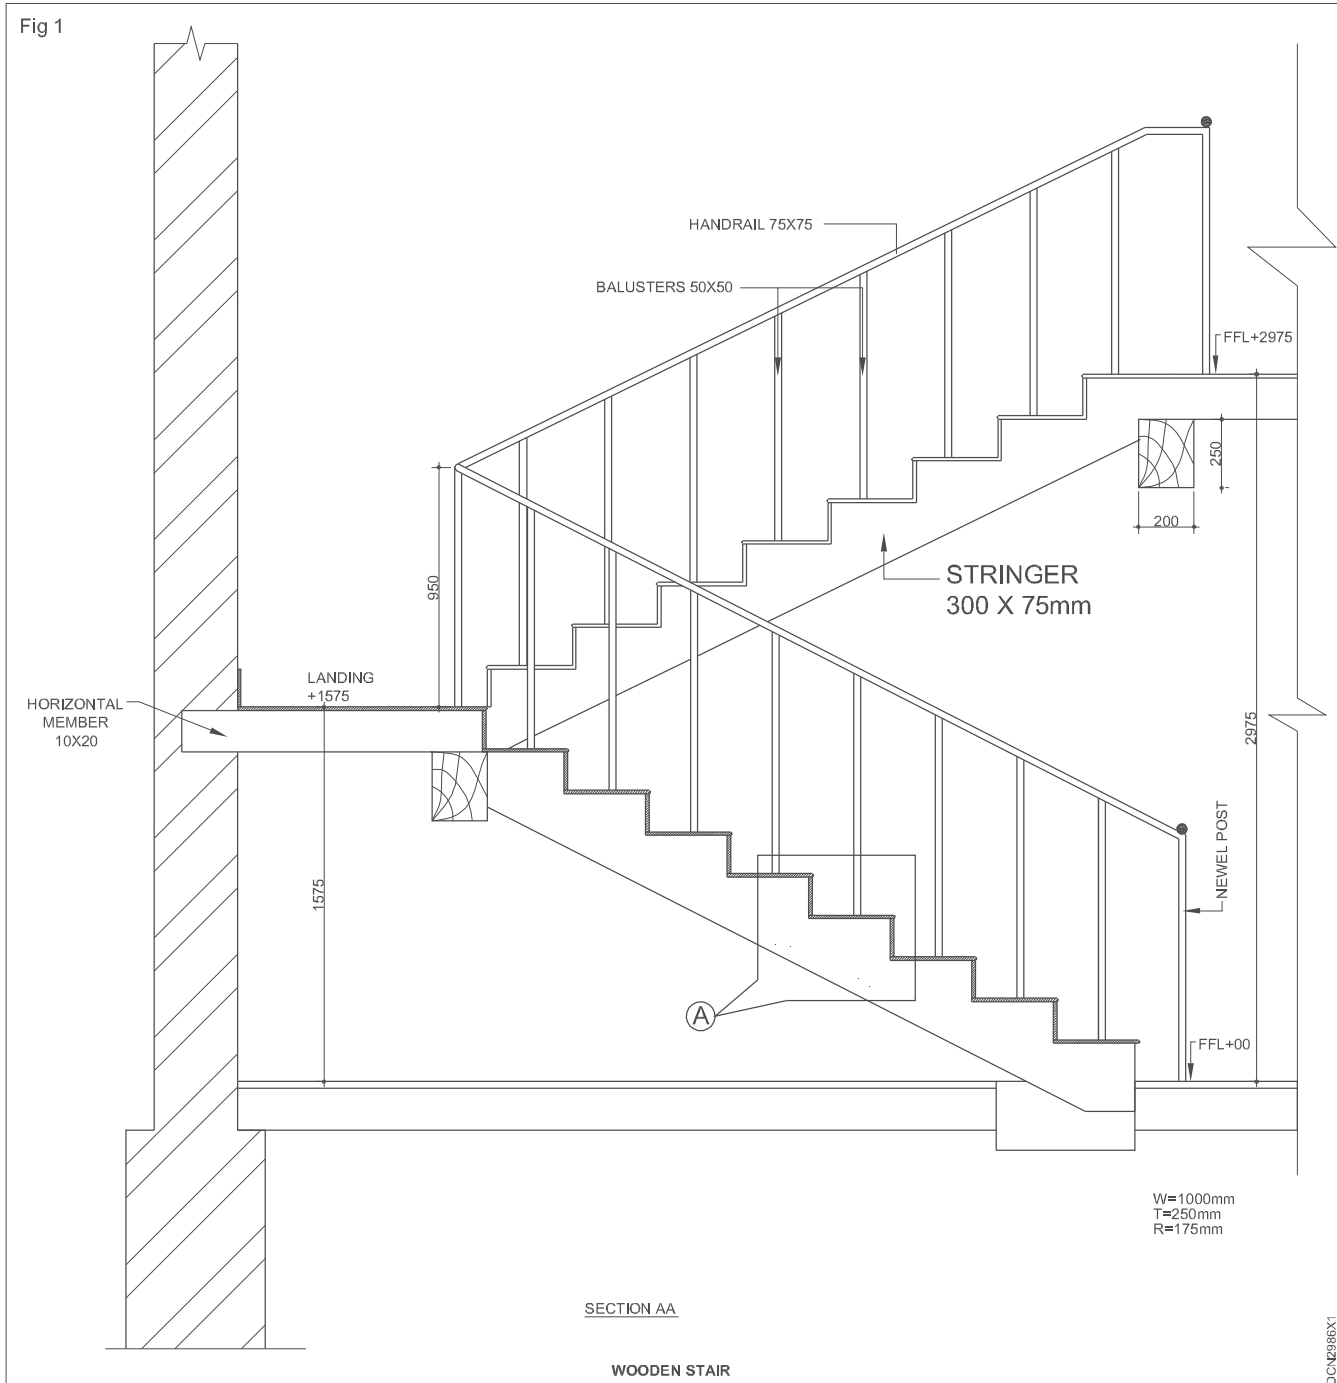 Fig 1
HANDRAIL 75X75
BALUSTERS 50X50
FFL+2975
250
200
STRINGER
300 X 75mm
950
LANDING
+1575
HORIZONTAL
MEMBER
10X20
2975
1575
NEWEL POST
A
FFL+00
W=1000mm
T=250mm
R=175mm
SECTION AA
WOODEN STAIR
DCN2986X1